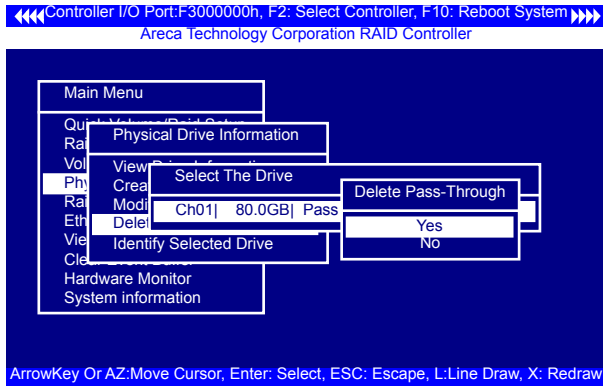 Controller I/O Port:F3000000h, F2: Select Controller, F10: Reboot System
Areca Technology Corporation RAID Controller
Main Menu
Physical Drive Information
View
Select The Drive
Delete Pass-Through
Ch01| 80.0GB| Pass
Yes
No
Identify Selected Drive
Hardware Monitor
System information
ArrowKey Or AZ:Move Cursor, Enter: Select, ESC: Escape, L:Line Draw, X: Redraw